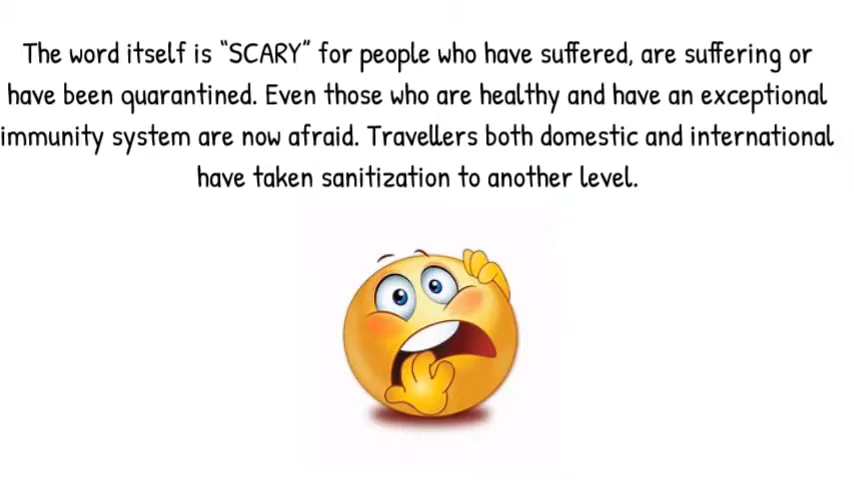 The word itself is “SCARY” for people who have suffered, are suffering or
have been quarantined. Even those who are healthy and have an exceptional
immunity system are now afraid. Travellers both domestic and international
have taken sanitization to another level.